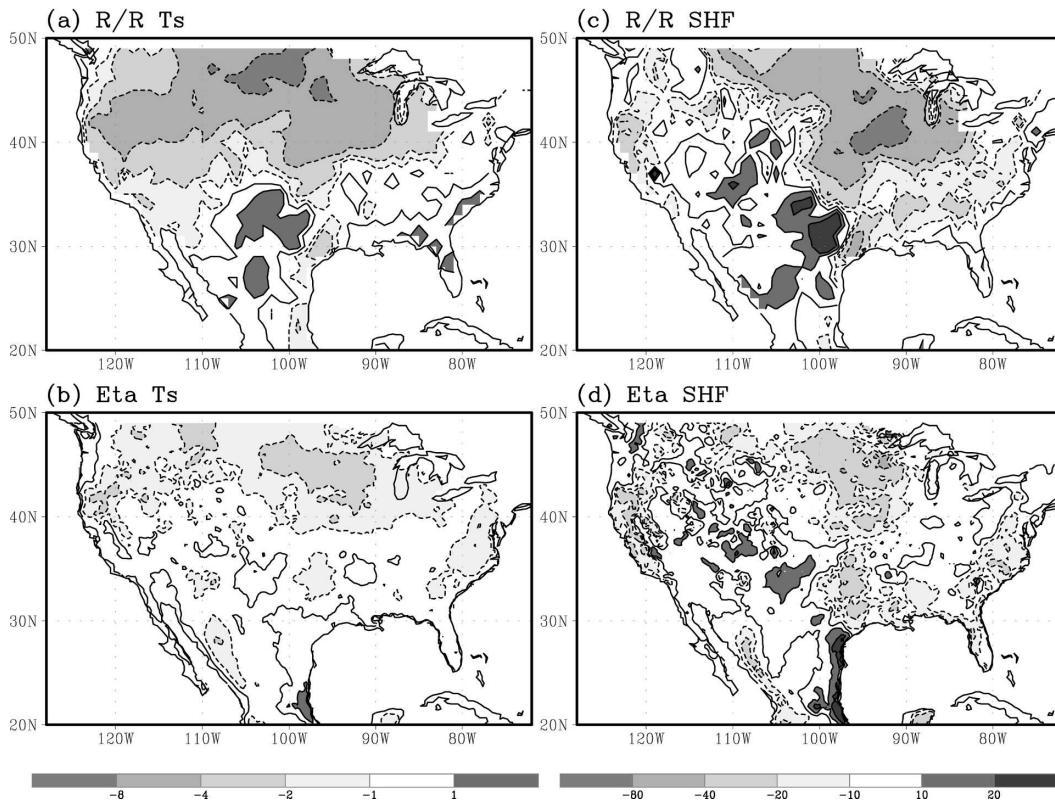 (a) R/R Ts
(c) R/R SHF
50N
40N
30N
20N
120W 110W 100W 90W 80W
50N
40N
30N
20N
120W 110W 100W 90W 80W
(b) Eta Ts
(d) Eta SHF
50N
40N
30N
20N
120W 110W 100W 90W 80W
50N
40N
30N
20N
120W 110W 100W 90W 80W
-8 -4 -2 -1 1
-80 -40 -20 -10 10 20